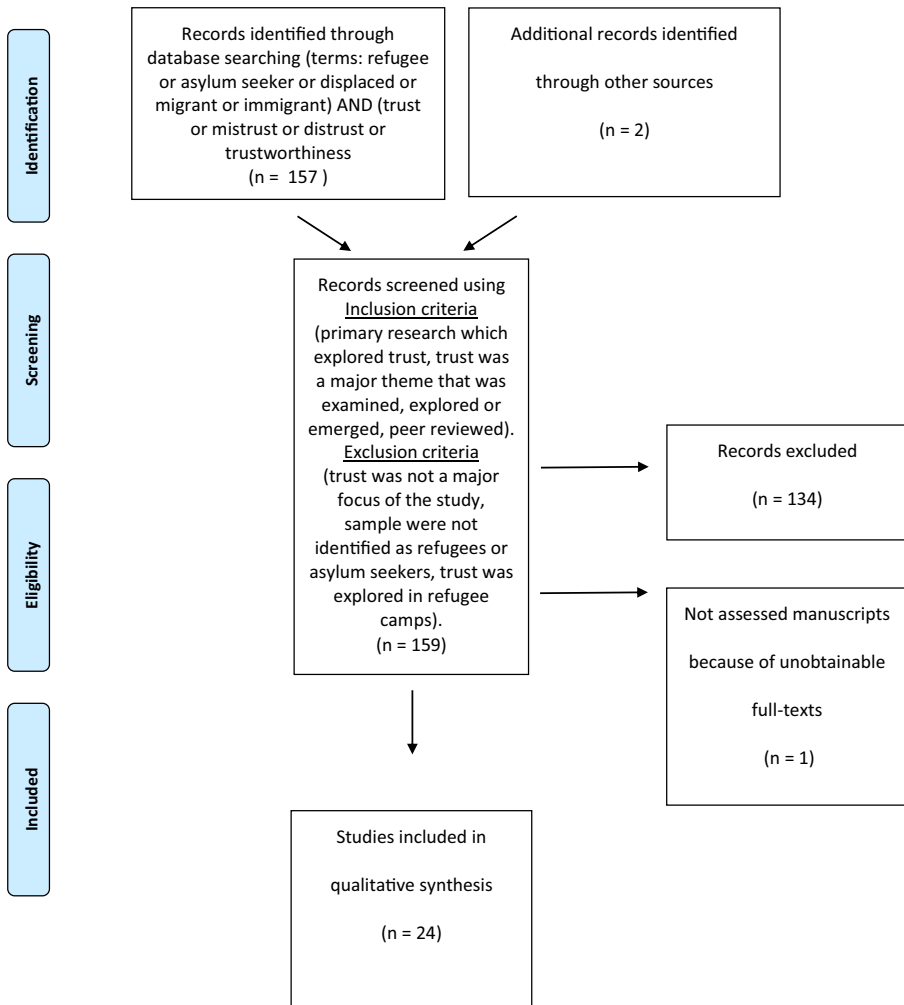 Identification
Records identified through
database searching (terms: refugee
or asylum seeker or displaced or
migrant or immigrant) AND (trust
or mistrust or distrust or
trustworthiness
(n = 157 )
Additional records identified
through other sources
(n = 2)
Screening
Records screened using
Inclusion criteria
(primary research which
explored trust, trust was
a major theme that was
examined, explored or
emerged, peer reviewed).
Exclusion criteria
(trust was not a major
focus of the study,
sample were not
identified as refugees or
asylum seekers, trust was
explored in refugee
camps).
(n = 159)
Records excluded
(n = 134)
Eligibility
Not assessed manuscripts
because of unobtainable
full-texts
(n = 1)
Included
Studies included in
qualitative synthesis
(n = 24)